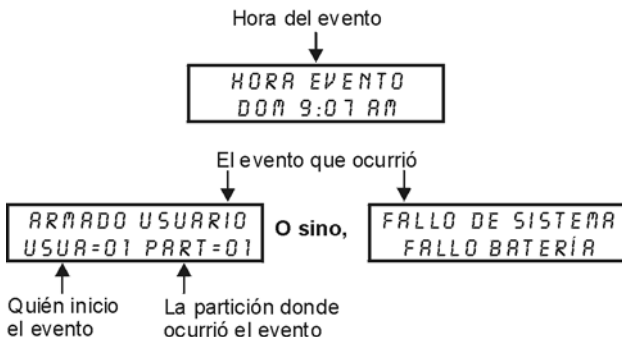 Hora del evento
HORA EVENTO
DOM 9:07 AM
El evento que ocurrió
ARMADO USUARIO
USUA=01 PART=01
O sino,
FALLO DE SISTEMA
FALLO BATERÍA
Quién inicio
el evento
La partición donde
ocurrió el evento